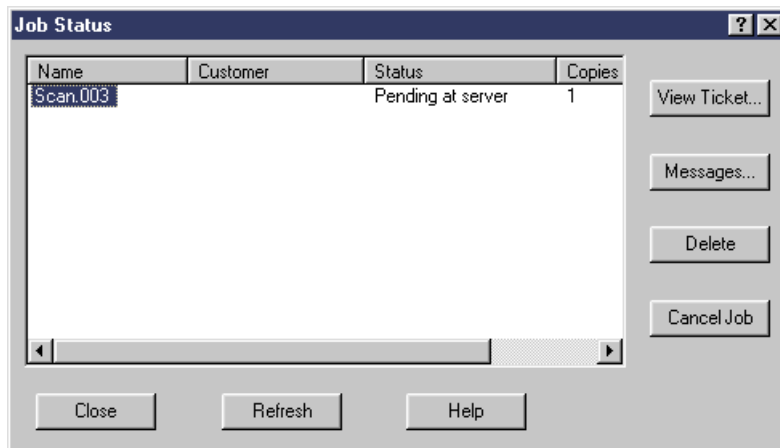 Job Status
Name Customer Status Copies
Scan.003 Pending at server 1
View Ticket...
Messages...
Delete
Cancel Job
Close Refresh Help